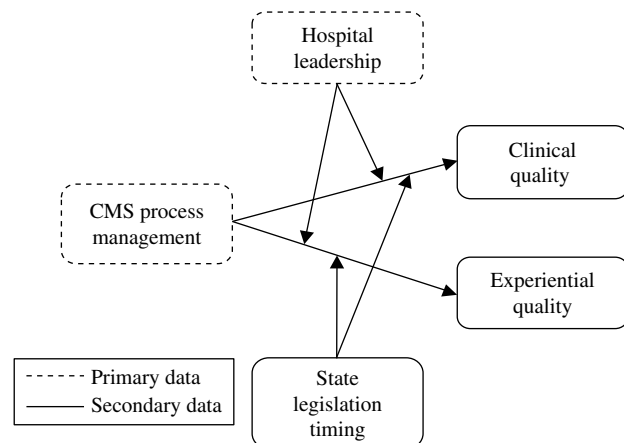 Hospital
leadership
Clinical
quality
CMS process
management
Experiential
quality
Primary data
Secondary data
State
legislation
timing